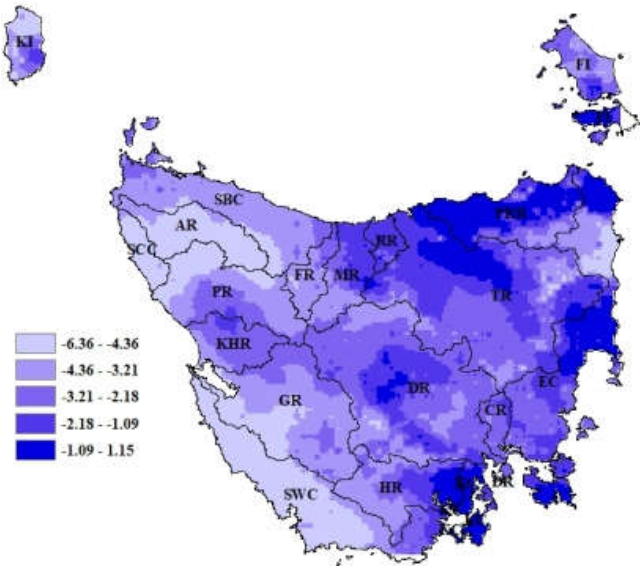 KI
FI
SBC
AR
SCC
FR
MR
RR
PRR
TR
PR
KHR
DR
EC
GR
CR
HR
SWC
DR
-6.36 - -4.36
-4.36 - -3.21
-3.21 - -2.18
-2.18 - -1.09
-1.09 - 1.15